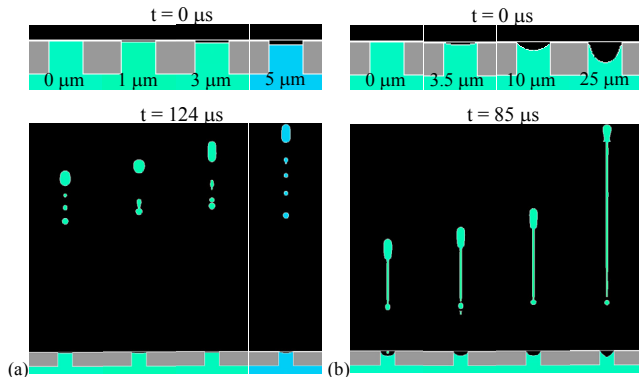 t = 0 μs
0 μm 1 μm 3 μm 5 μm
t = 124 μs
(a)
t = 0 μs
0 μm 3.5 μm 10 μm 25 μm
t = 85 μs
(b)